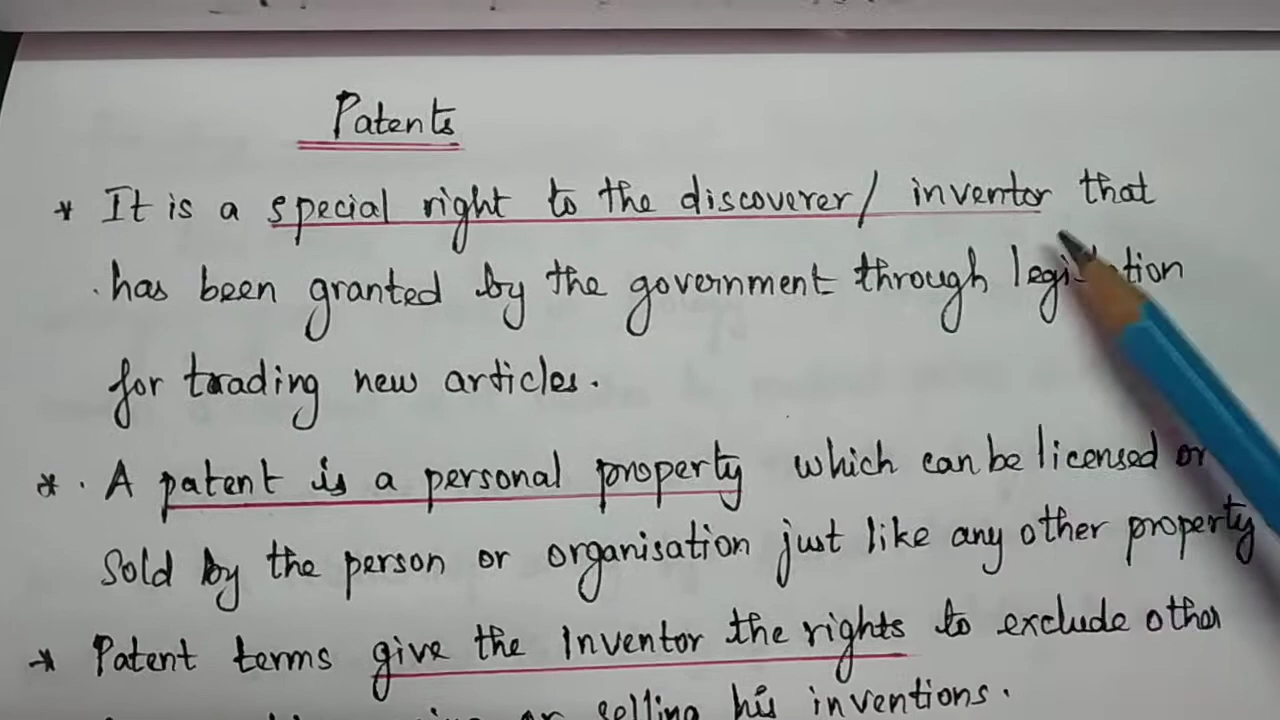 Patents
* It is a special right to the discoverer/ inventor that
has been granted by the government through legislation
for trading new articles.
* A patent is a personal property which can be licensed or
Sold by the person or organisation just like any other property
* Patent terms give the Inventor the rights to exclude other
or selling his inventions.